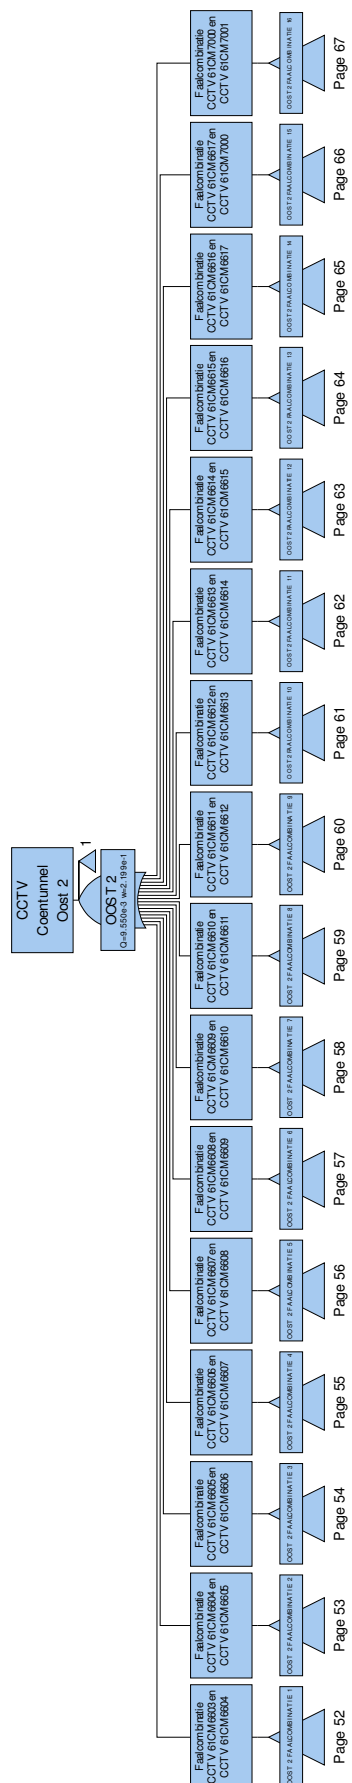 CCTV
Coentunnel
Oost 2
1
OOST 2
Q=9.550e-3 w=2.199e-1
Faalcombinatie
CCTV 61CM6603 en
CCTV 61CM6604
OOST 2 FAALCOMBINATIE 1
Page 52
Faalcombinatie
CCTV 61CM6604 en
CCTV 61CM6605
OOST 2 FAALCOMBINATIE 2
Page 53
Faalcombinatie
CCTV 61CM6605 en
CCTV 61CM6606
OOST 2 FAALCOMBINATIE 3
Page 54
Faalcombinatie
CCTV 61CM6606 en
CCTV 61CM6607
OOST 2 FAALCOMBINATIE 4
Page 55
Faalcombinatie
CCTV 61CM6607 en
CCTV 61CM6608
OOST 2 FAALCOMBINATIE 5
Page 56
Faalcombinatie
CCTV 61CM6608 en
CCTV 61CM6609
OOST 2 FAALCOMBINATIE 6
Page 57
Faalcombinatie
CCTV 61CM6609 en
CCTV 61CM6610
OOST 2 FAALCOMBINATIE 7
Page 58
Faalcombinatie
CCTV 61CM6610 en
CCTV 61CM6611
OOST 2 FAALCOMBINATIE 8
Page 59
Faalcombinatie
CCTV 61CM6611 en
CCTV 61CM6612
OOST 2 FAALCOMBINATIE 9
Page 60
Faalcombinatie
CCTV 61CM6612 en
CCTV 61CM6613
OOST 2 FAALCOMBINATIE 10
Page 61
Faalcombinatie
CCTV 61CM6613 en
CCTV 61CM6614
OOST 2 FAALCOMBINATIE 11
Page 62
Faalcombinatie
CCTV 61CM6614 en
CCTV 61CM6615
OOST 2 FAALCOMBINATIE 12
Page 63
Faalcombinatie
CCTV 61CM6615 en
CCTV 61CM6616
OOST 2 FAALCOMBINATIE 13
Page 64
Faalcombinatie
CCTV 61CM6616 en
CCTV 61CM6617
OOST 2 FAALCOMBINATIE 14
Page 65
Faalcombinatie
CCTV 61CM6617 en
CCTV 61CM7000
OOST 2 FAALCOMBINATIE 15
Page 66
Faalcombinatie
CCTV 61CM7000 en
CCTV 61CM7001
OOST 2 FAALCOMBINATIE 16
Page 67